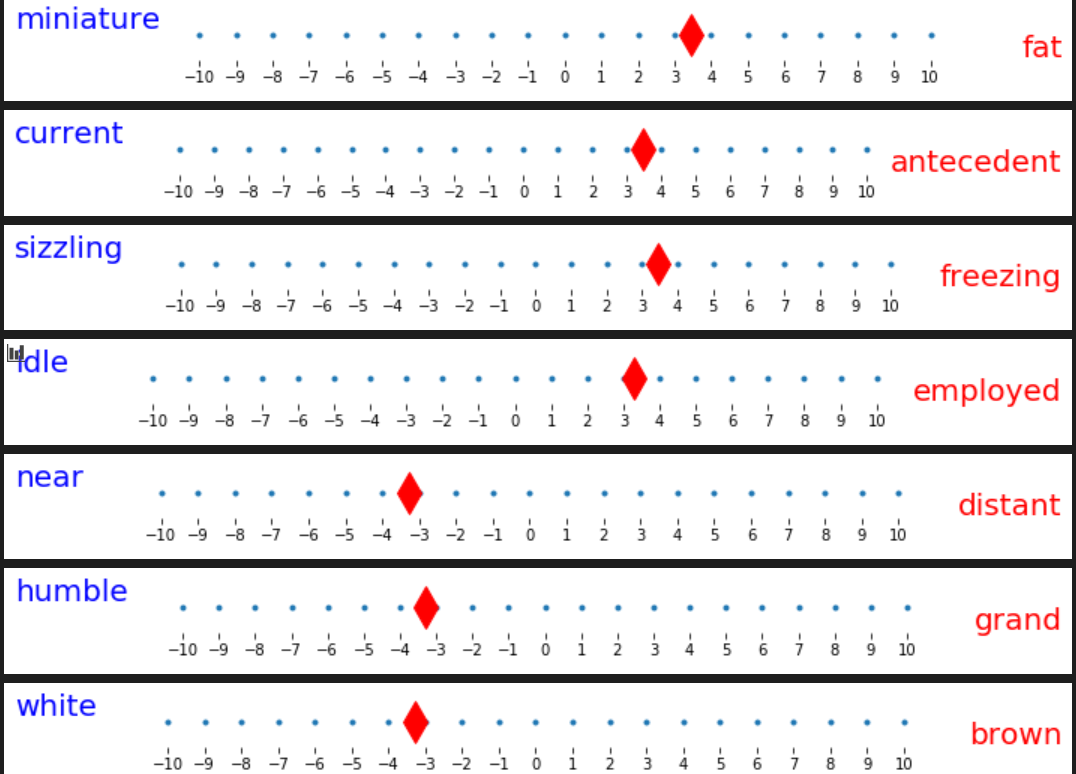 miniature
fat
−10 −9 −8 −7 −6 −5 −4 −3 −2 −1 0 1 2 3 4 5 6 7 8 9 10
current
antecedent
−10 −9 −8 −7 −6 −5 −4 −3 −2 −1 0 1 2 3 4 5 6 7 8 9 10
sizzling
freezing
−10 −9 −8 −7 −6 −5 −4 −3 −2 −1 0 1 2 3 4 5 6 7 8 9 10
idle
employed
−10 −9 −8 −7 −6 −5 −4 −3 −2 −1 0 1 2 3 4 5 6 7 8 9 10
near
distant
−10 −9 −8 −7 −6 −5 −4 −3 −2 −1 0 1 2 3 4 5 6 7 8 9 10
humble
grand
−10 −9 −8 −7 −6 −5 −4 −3 −2 −1 0 1 2 3 4 5 6 7 8 9 10
white
brown
−10 −9 −8 −7 −6 −5 −4 −3 −2 −1 0 1 2 3 4 5 6 7 8 9 10